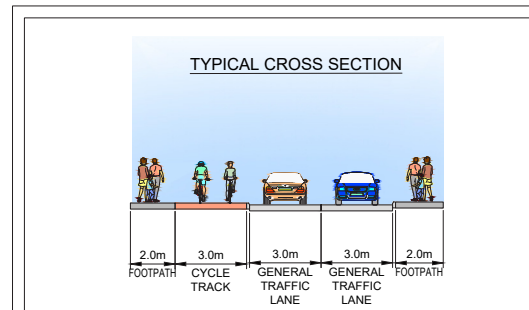 TYPICAL CROSS SECTION
2.0m 3.0m 3.0m 3.0m 2.0m
FOOTPATH CYCLE TRACK GENERAL TRAFFIC LANE GENERAL TRAFFIC LANE FOOTPATH